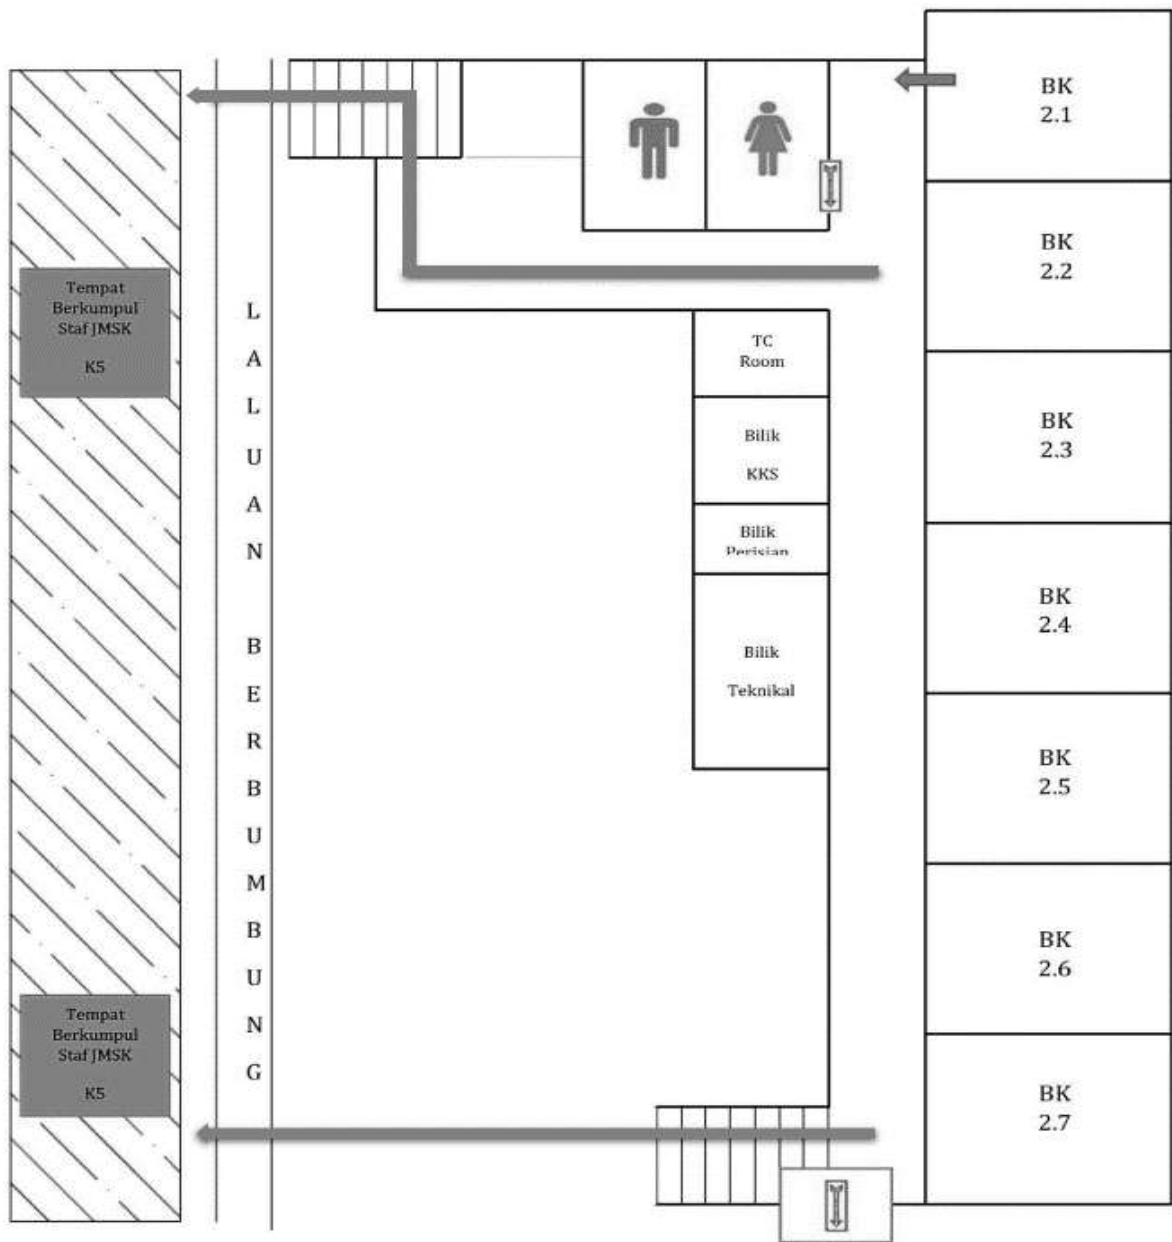 BK
2.1
BK
2.2
Tempat
Berkumpul
Staf JMSK
K5
L
A
L
U
A
N
B
E
R
B
U
M
B
U
N
G
TC
Room
Bilik
KKS
Bilik
Perisian
Bilik
Teknikal
BK
2.3
BK
2.4
BK
2.5
BK
2.6
Tempat
Berkumpul
Staf JMSK
K5
BK
2.7